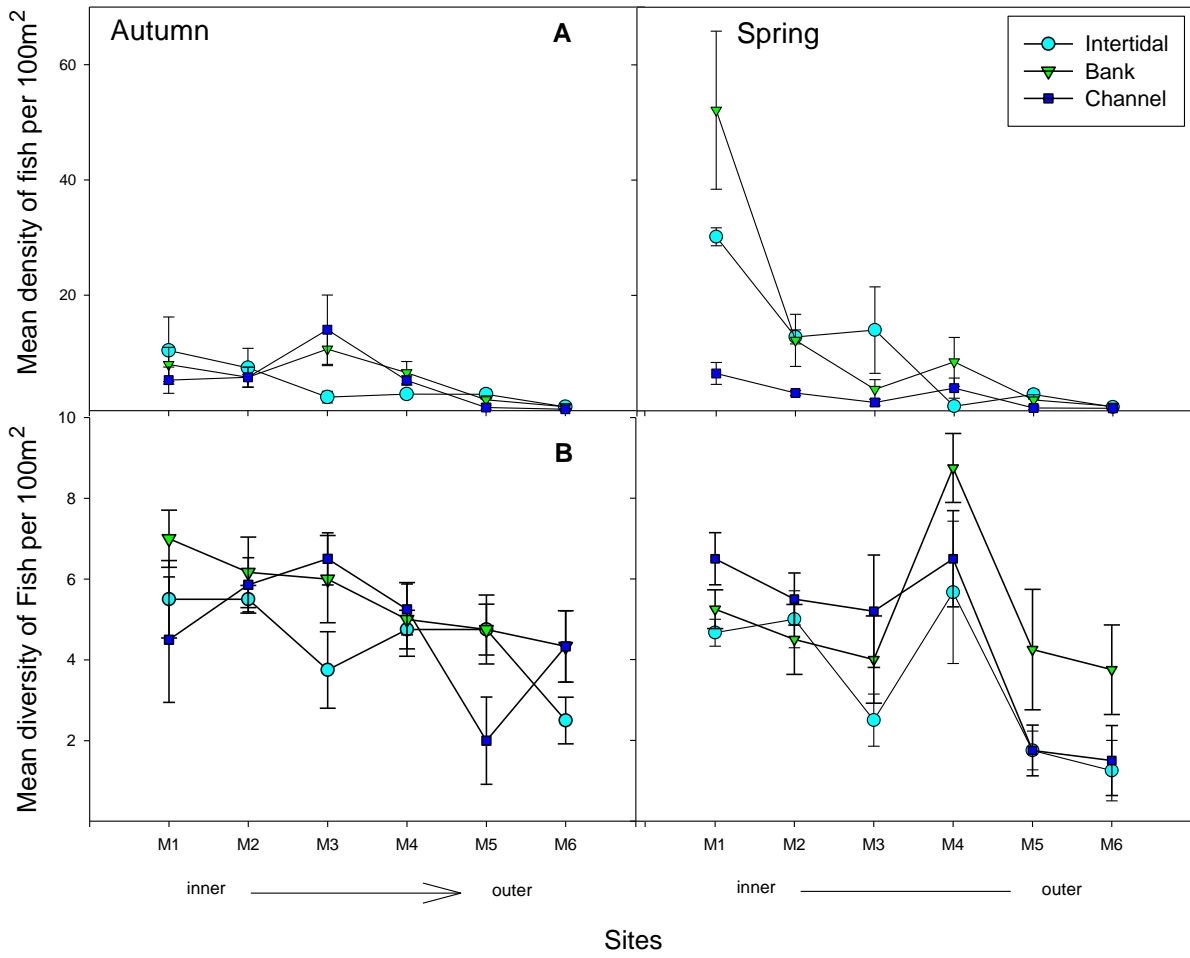 Autumn
A
Spring
Intertidal
Bank
Channel
Mean density of fish per 100m²
60
40
20
10
B
Mean diversity of Fish per 100m²
8
6
4
2
M1 M2 M3 M4 M5 M6
M1 M2 M3 M4 M5 M6
inner outer
inner outer
Sites